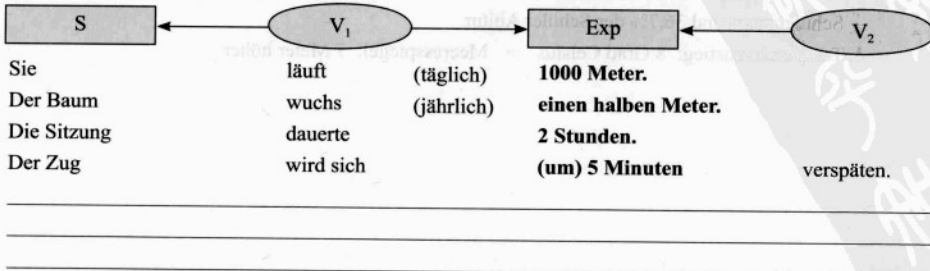 S V₁ Exp V₂
Sie läuft (täglich) 1000 Meter.
Der Baum wuchs (jährlich) einen halben Meter.
Die Sitzung dauerte 2 Stunden.
Der Zug wird sich (um) 5 Minuten verspäten.